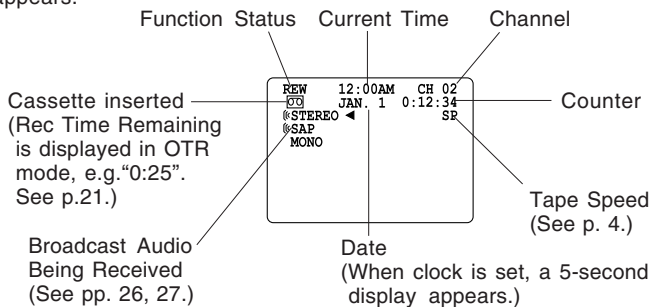 appears.
Function Status
Current Time
Channel
REW 12:00AM CH 02
JAN. 1 0:12:34
STEREO ◄ SP
SAP
MONO
Cassette inserted
(Rec Time Remaining
is displayed in OTR
mode, e.g.“0:25”.
See p.21.)
Counter
Tape Speed
(See p. 4.)
Broadcast Audio
Being Received
(See pp. 26, 27.)
Date
(When clock is set, a 5-second
display appears.)